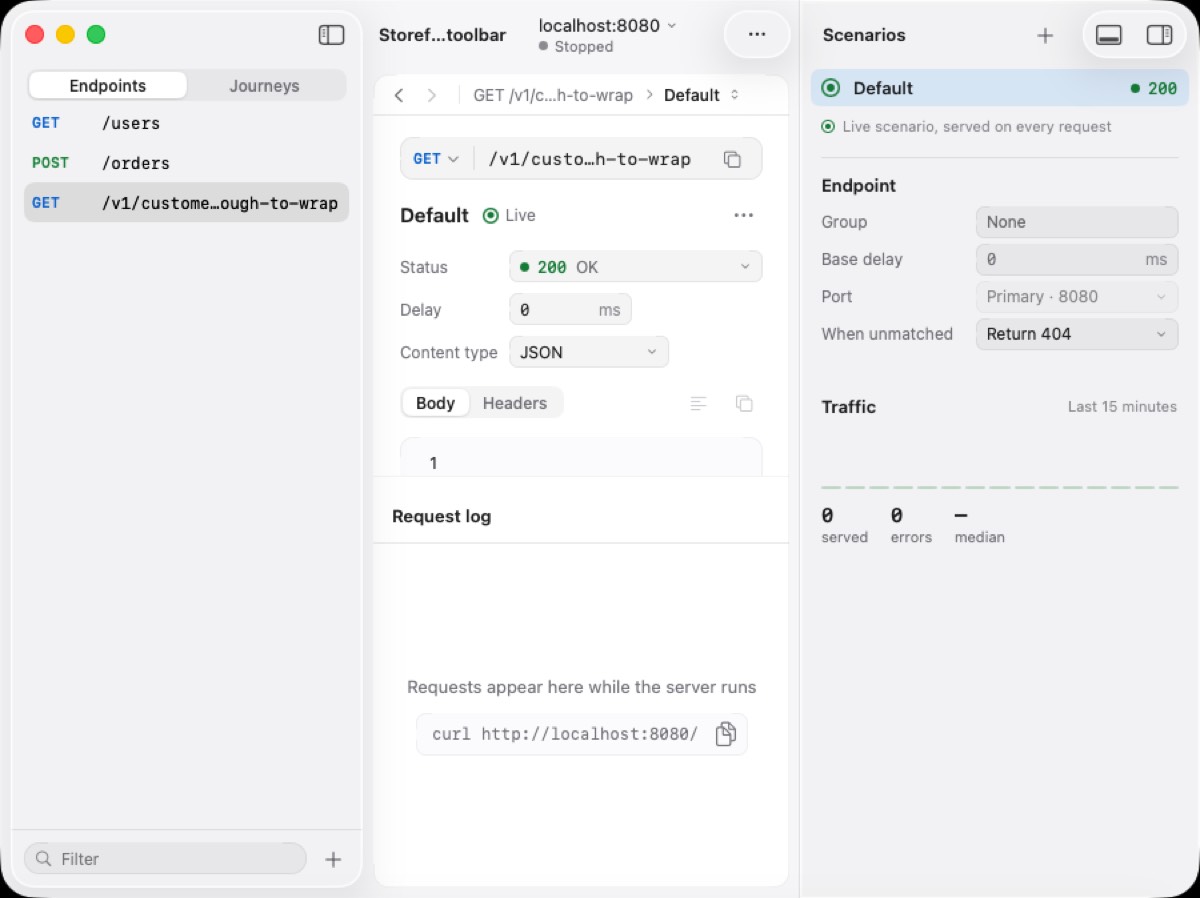 Storef…toolbar
localhost:8080
Stopped
Scenarios
Endpoints
Journeys
GET /users
POST /orders
GET /v1/custome…ough-to-wrap
Filter
GET /v1/c…h-to-wrap
Default
GET
/v1/custo…h-to-wrap
Default
Live
Status
200 OK
Delay
0 ms
Content type
JSON
Body
Headers
1
Request log
Requests appear here while the server runs
curl http://localhost:8080/
Default
200
Live scenario, served on every request
Endpoint
Group
None
Base delay
0 ms
Port
Primary · 8080
When unmatched
Return 404
Traffic
Last 15 minutes
0 0 –
served errors median